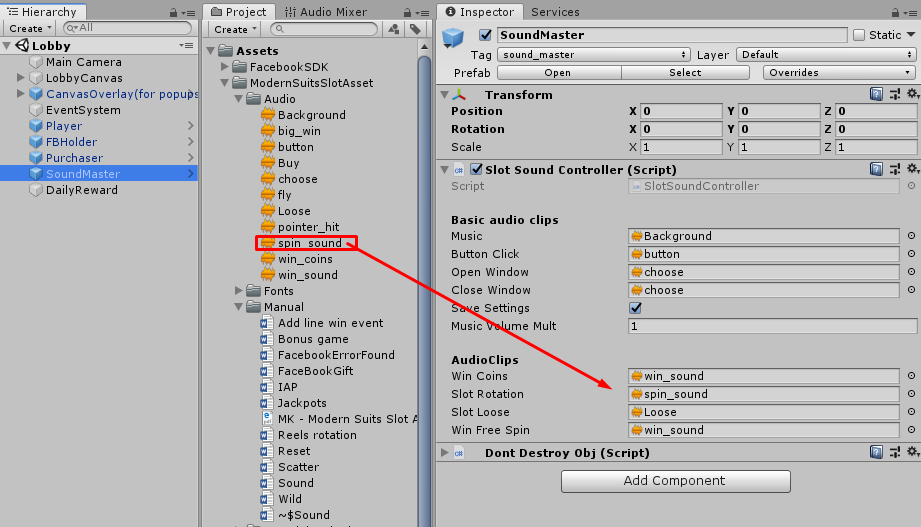 Hierarchy
Create
All
Lobby
Main Camera
LobbyCanvas
CanvasOverlay(for popups
EventSystem
Player
FBHolder
Purchaser
SoundMaster
DailyReward
Project
Audio Mixer
Create
Assets
FacebookSDK
ModernSuitsSlotAsset
Audio
Background
big_win
button
Buy
choose
fly
Loose
pointer_hit
spin_sound
win_coins
win_sound
Fonts
Manual
Add line win event
Bonus game
FacebookErrorFound
FaceBookGift
IAP
Jackpots
MK - Modern Suits Slot A
Reels rotation
Reset
Scatter
Sound
Wild
~$Sound
Inspector
Services
SoundMaster
Static
Tag sound_master Layer Default
Prefab Open Select Overrides
Transform
Position X 0 Y 0 Z 0
Rotation X 0 Y 0 Z 0
Scale X 1 Y 1 Z 1
Slot Sound Controller (Script)
Script SlotSoundController
Basic audio clips
Music Background
Button Click button
Open Window choose
Close Window choose
Save Settings
Music Volume Mult 1
AudioClips
Win Coins win_sound
Slot Rotation spin_sound
Slot Loose Loose
Win Free Spin win_sound
Dont Destroy Obj (Script)
Add Component